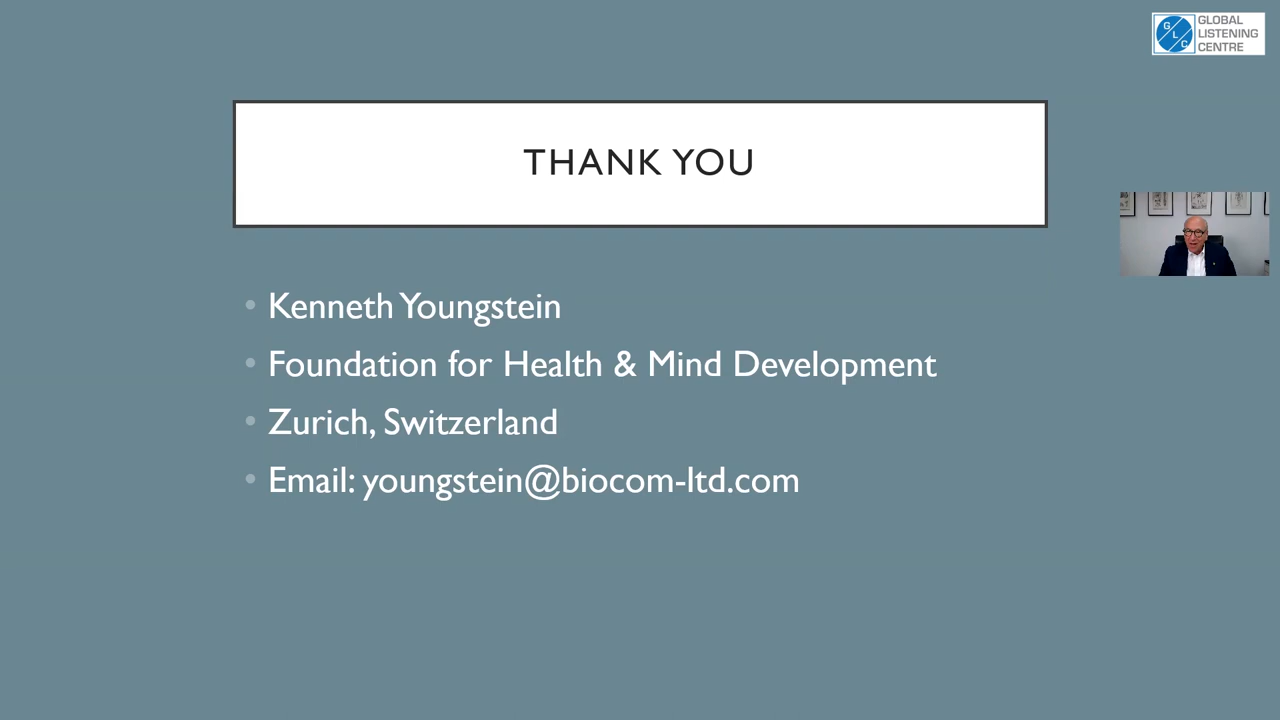 GLC
GLOBAL
LISTENING
CENTRE
THANK YOU
• Kenneth Youngstein
• Foundation for Health & Mind Development
• Zurich, Switzerland
• Email: youngstein@biocom-ltd.com